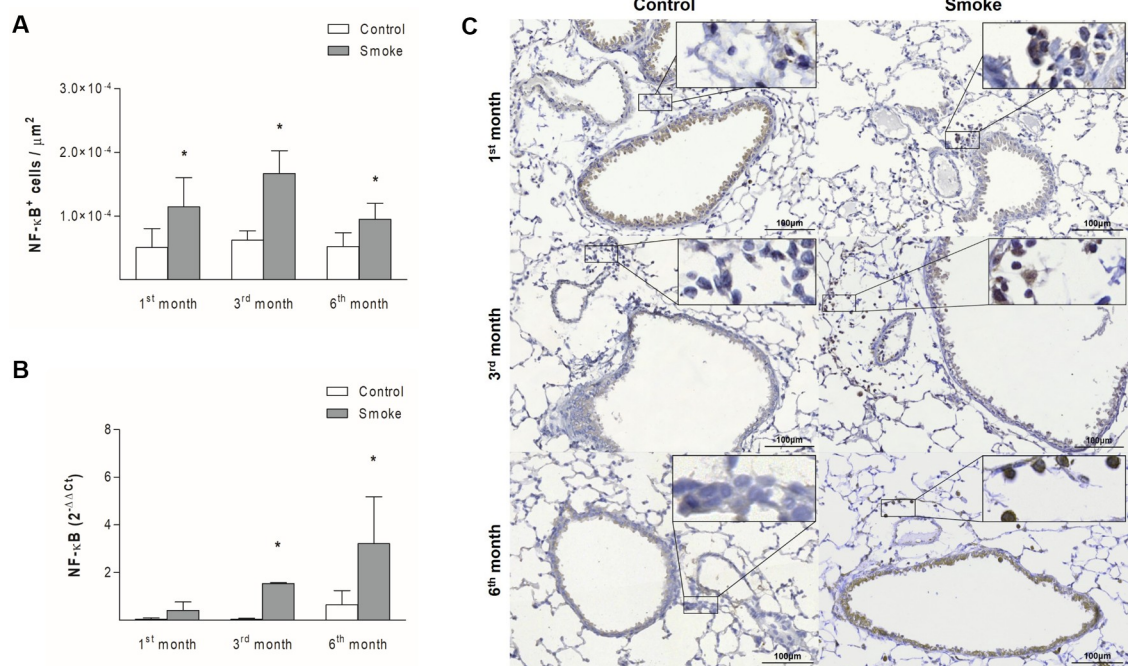 A
Control
Smoke
3.0×10⁻⁴
2.0×10⁻⁴
1.0×10⁻⁴
NF-κB⁺ cells / μm²
*
*
*
1ˢᵗ month
3ʳᵈ month
6ᵗʰ month
B
Control
Smoke
8
6
4
2
NF-κB (2⁻ΔΔCt)
*
*
1ˢᵗ month
3ʳᵈ month
6ᵗʰ month
C
Control
Smoke
1ˢᵗ month
100μm
100μm
3ʳᵈ month
100μm
100μm
6ᵗʰ month
100μm
100μm